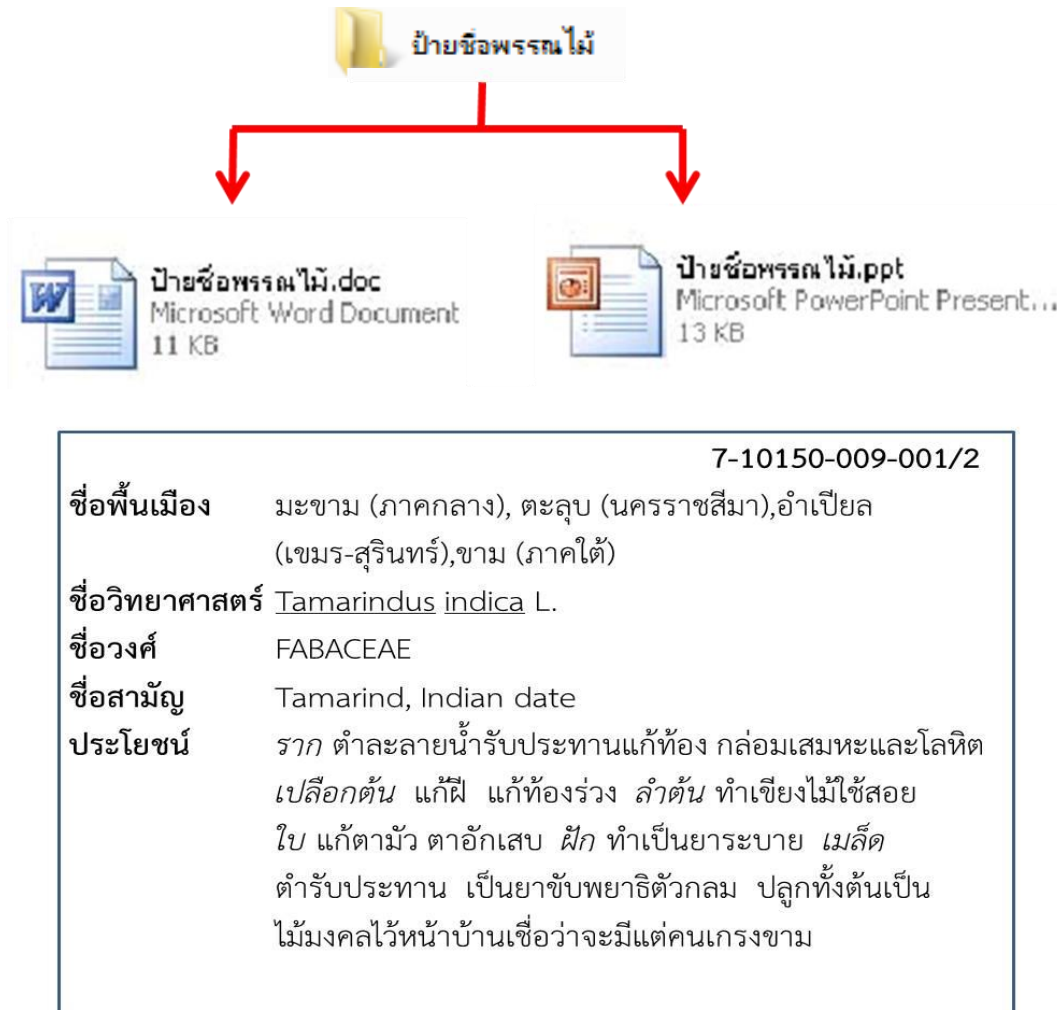 ป้ายชื่อพรรณไม้
ป้ายชื่อพรรณไม้.doc
Microsoft Word Document
11 KB
ป้ายชื่อพรรณไม้.ppt
Microsoft PowerPoint Present...
13 KB
7-10150-009-001/2
ชื่อพื้นเมือง มะขาม (ภาคกลาง), ตะลุบ (นครราชสีมา),อำเปียล
(เขมร-สุรินทร์),ขาม (ภาคใต้)
ชื่อวิทยาศาสตร์ Tamarindus indica L.
ชื่อวงศ์ FABACEAE
ชื่อสามัญ Tamarind, Indian date
ประโยชน์ ราก ตำละลายน้ำรับประทานแก้ท้อง กล่อมเสมหะและโลหิต
เปลือกต้น แก้ฝี แก้ท้องร่วง ลำต้น ทำเขียงไม้ใช้สอย
ใบ แก้ตามัว ตาอักเสบ ฝัก ทำเป็นยาระบาย เมล็ด
ตำรับประทาน เป็นยาขับพยาธิตัวกลม ปลูกทั้งต้นเป็น
ไม้มงคลไว้หน้าบ้านเชื่อว่าจะมีแต่คนเกรงขาม